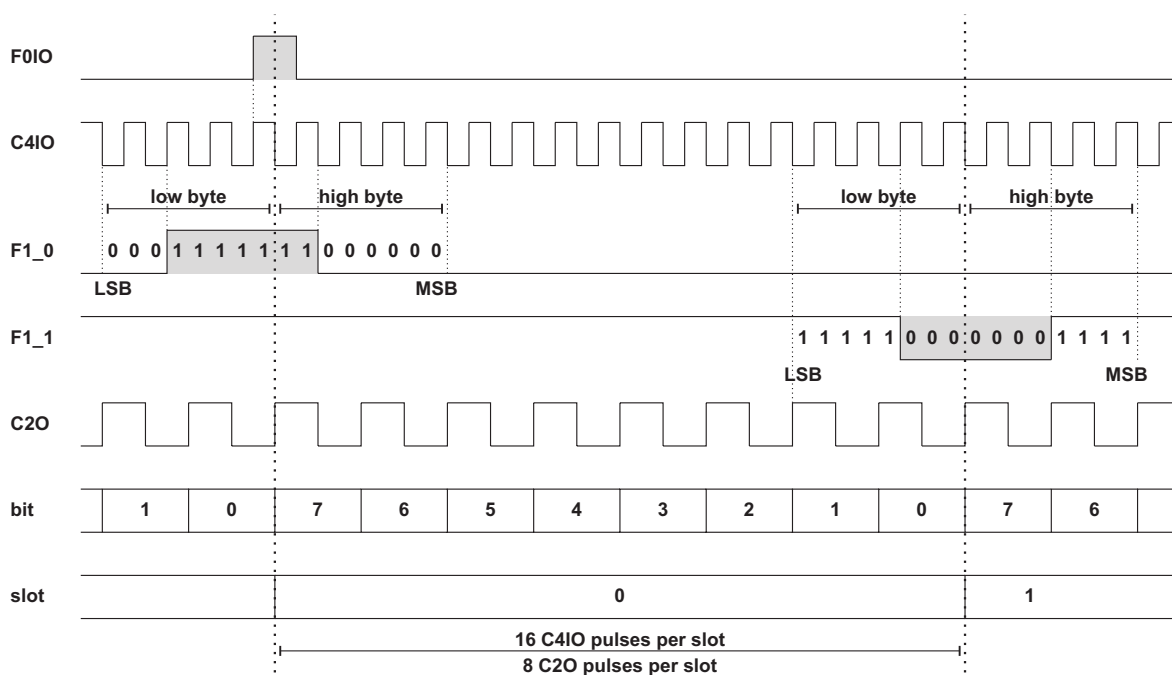 F0IO
C4IO
low byte high byte low byte high byte
F1_0 0 0 0 1 1 1 1 1 1 1 0 0 0 0 0 0
LSB MSB
F1_1 1 1 1 1 1 0 0 0 0 0 0 0 1 1 1 1
LSB MSB
C2O
bit 1 0 7 6 5 4 3 2 1 0 7 6
slot 0 1
16 C4IO pulses per slot
8 C2O pulses per slot